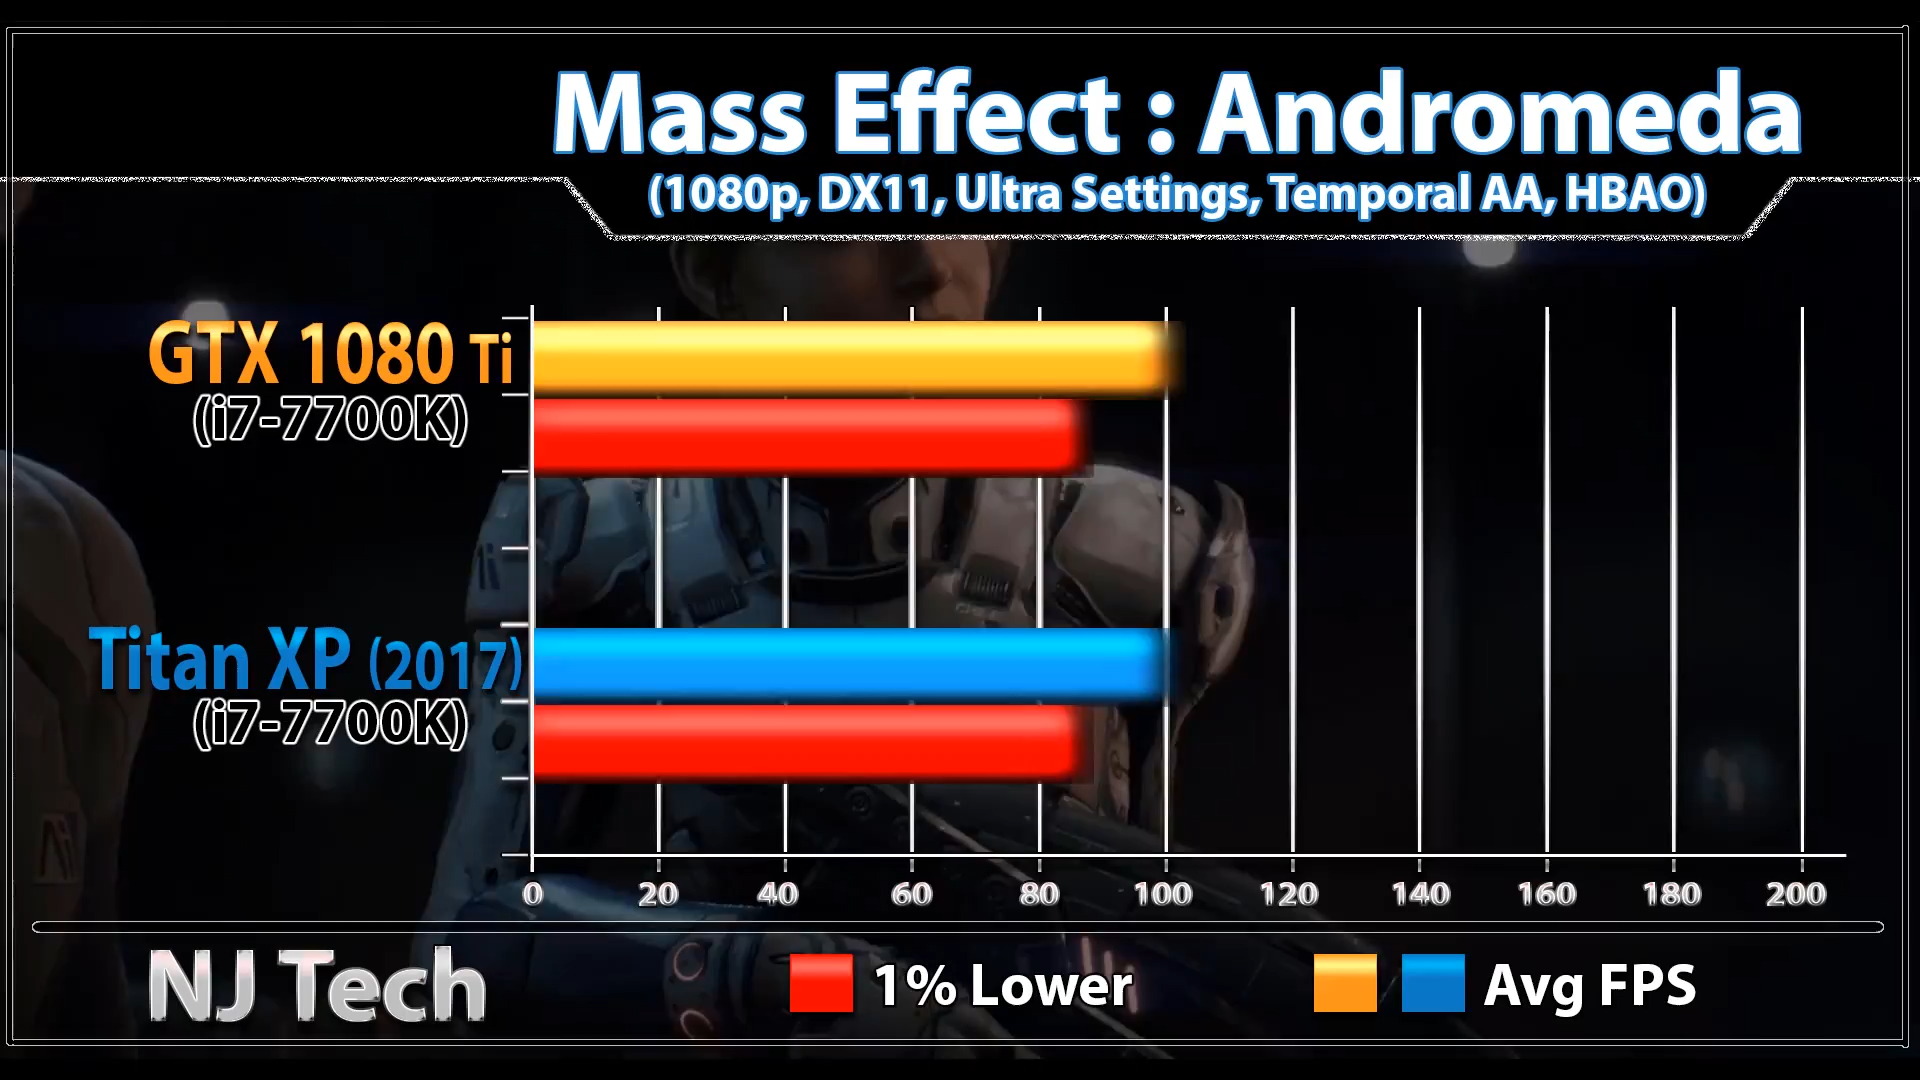 Mass Effect : Andromeda
(1080p, DX11, Ultra Settings, Temporal AA, HBAO)
GTX 1080 Ti
(i7-7700K)
Titan XP (2017)
(i7-7700K)
0 20 40 60 80 100 120 140 160 180 200
NJ Tech
1% Lower
Avg FPS